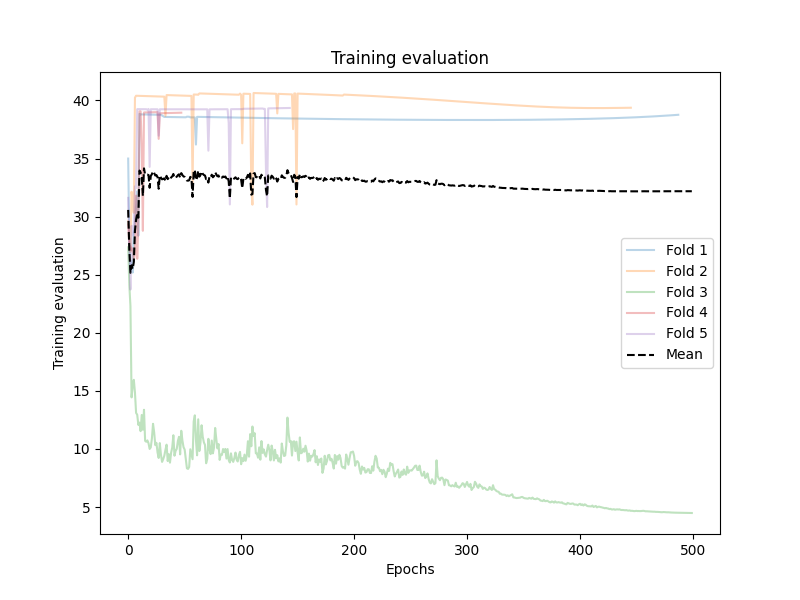 Training evaluation
Training evaluation
40
35
30
25
20
15
10
5
Fold 1
Fold 2
Fold 3
Fold 4
Fold 5
Mean
0
100
200
300
400
500
Epochs